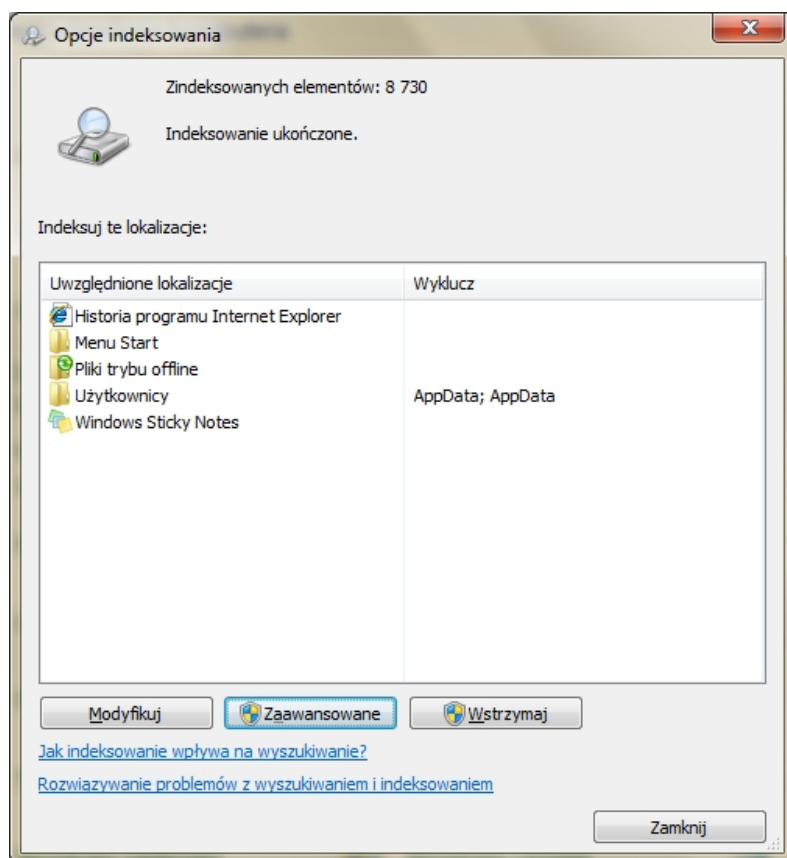 Opcje indeksowania
Zindeksowanych elementów: 8 730
Indeksowanie ukończone.
Indeksuj te lokalizacje:
Uwzględnione lokalizacje Wyklucz
Historia programu Internet Explorer
Menu Start
Pliki trybu offline
Użytkownicy AppData; AppData
Windows Sticky Notes
Modyfikuj Zaawansowane Wstrzymaj
Jak indeksowanie wpływa na wyszukiwanie?
Rozwiązywanie problemów z wyszukiwaniem i indeksowaniem
Zamknij